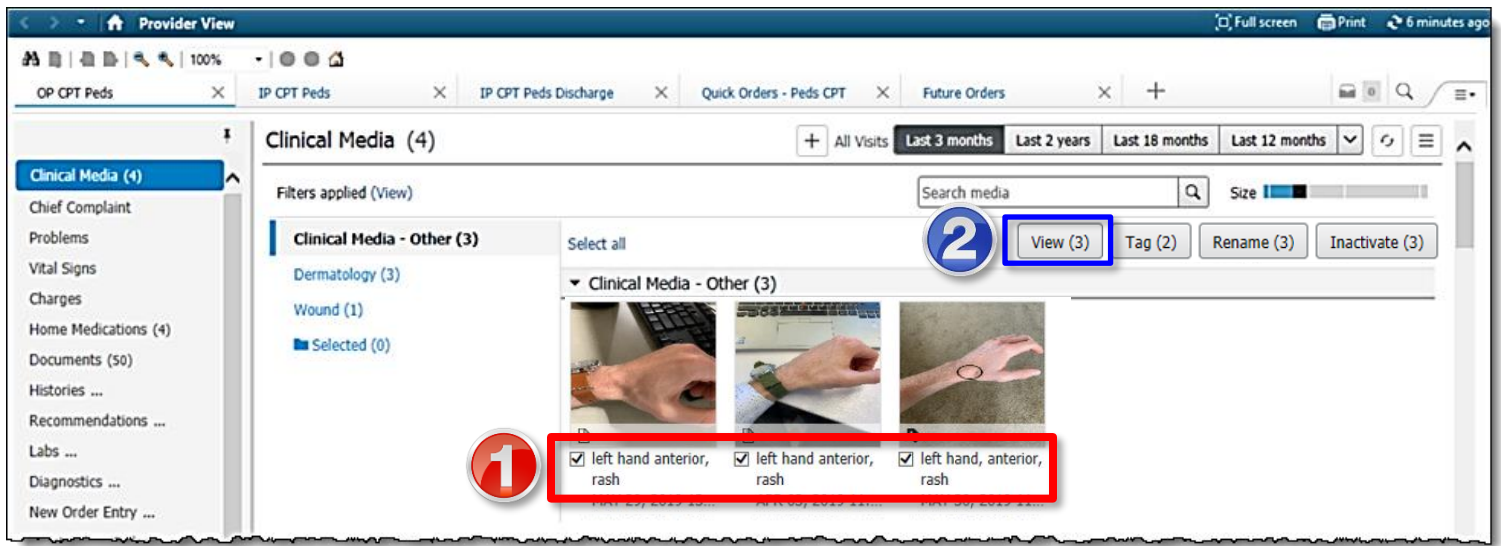 Provider View Full screen Print 6 minutes ago
100%
OP CPT Peds IP CPT Peds IP CPT Peds Discharge Quick Orders - Peds CPT Future Orders 0
Clinical Media (4) All Visits Last 3 months Last 2 years Last 18 months Last 12 months
Clinical Media (4)
Chief Complaint
Problems
Vital Signs
Charges
Home Medications (4)
Documents (50)
Histories ...
Recommendations ...
Labs ...
Diagnostics ...
New Order Entry ...
Filters applied (View) Search media Size
Clinical Media - Other (3)
Dermatology (3)
Wound (1)
Selected (0)
Select all 2 View (3) Tag (2) Rename (3) Inactivate (3)
Clinical Media - Other (3)
1
left hand anterior, rash
left hand anterior, rash
left hand, anterior, rash